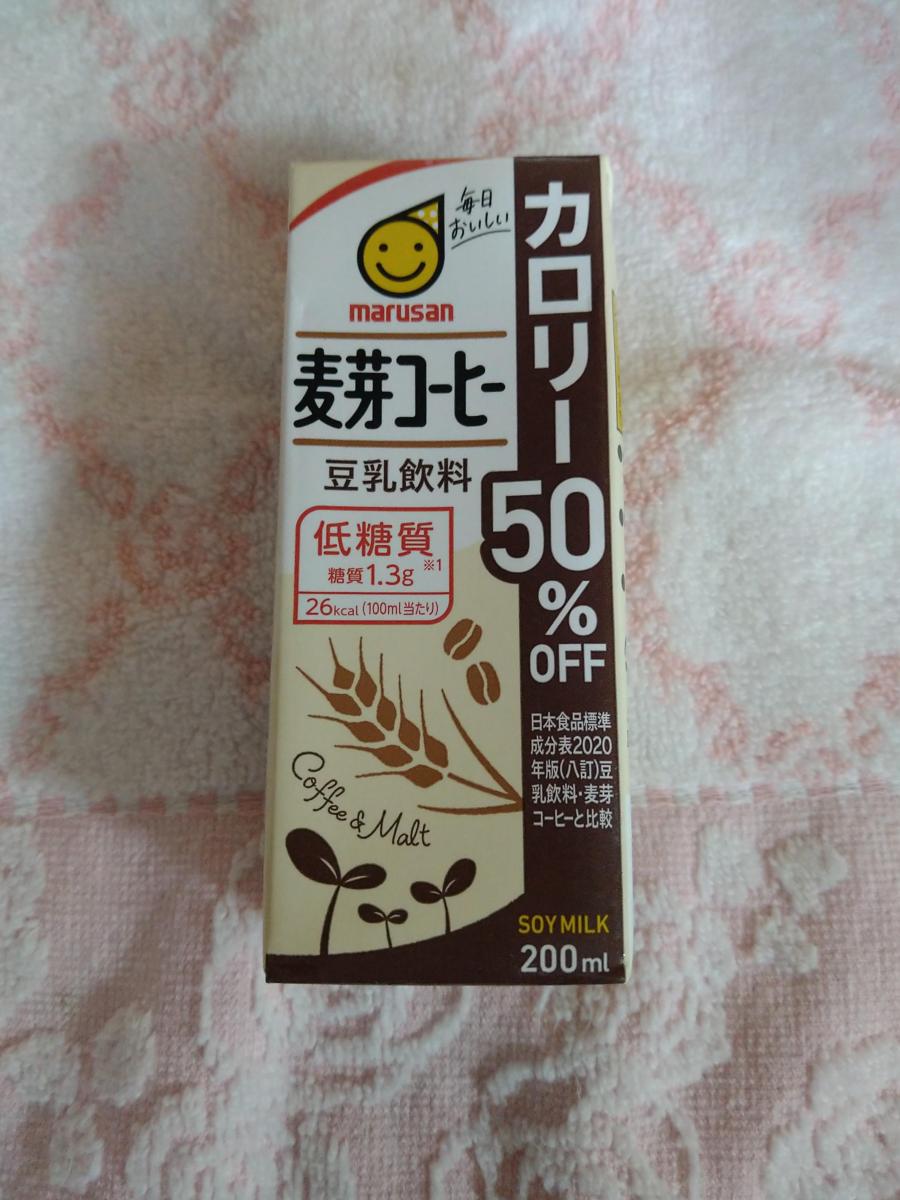 毎日
おいしい
marusan
麦芽コーヒー
豆乳飲料
低糖質
糖質1.3g ※1
26kcal(100ml当たり)
Coffee & Malt
カロリー
50
%
OFF
日本食品標準
成分表2020
年版(八訂)豆
乳飲料・麦芽
コーヒーと比較
SOY MILK
200ml